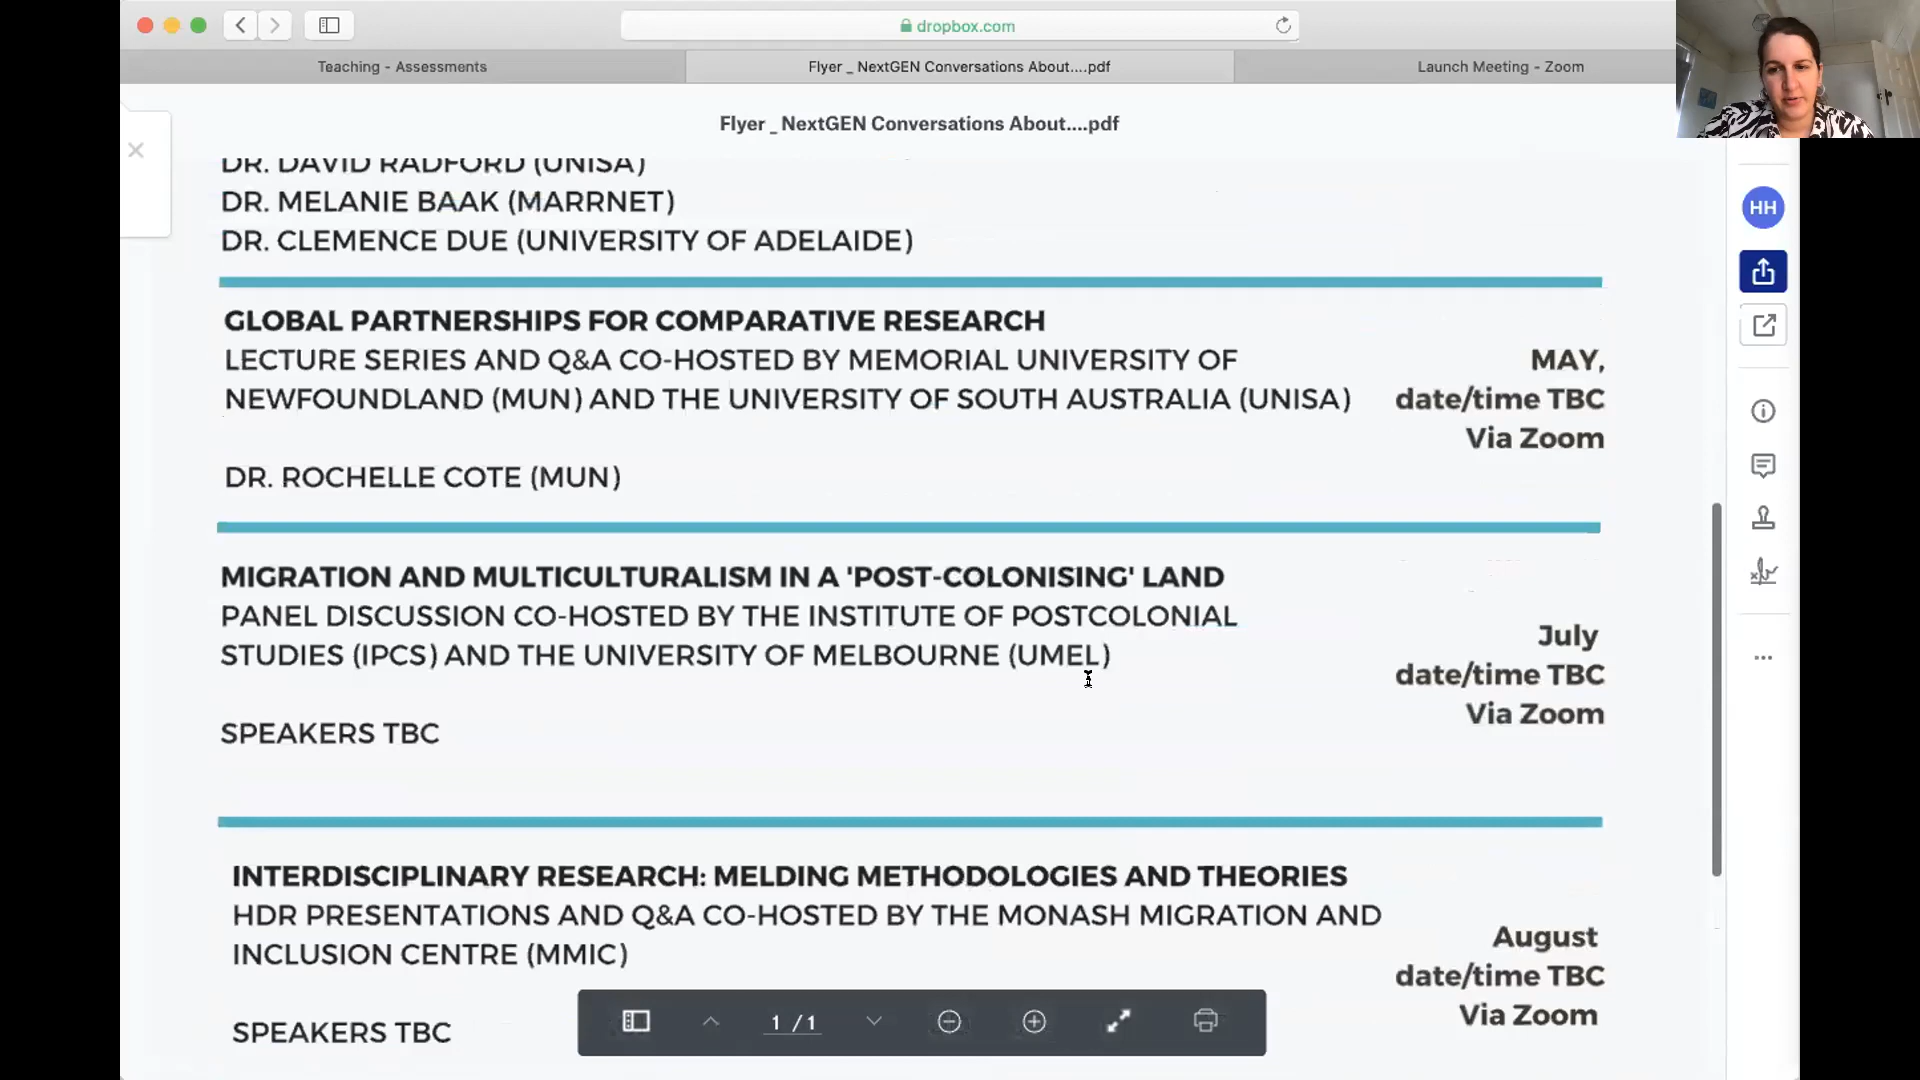 dropbox.com
Teaching - Assessments
Flyer _ NextGEN Conversations About....pdf
Launch Meeting - Zoom
Flyer _ NextGEN Conversations About....pdf
DR. DAVID RADFORD (UNISA)
DR. MELANIE BAAK (MARRNET)
DR. CLEMENCE DUE (UNIVERSITY OF ADELAIDE)
HH
GLOBAL PARTNERSHIPS FOR COMPARATIVE RESEARCH
LECTURE SERIES AND Q&A CO-HOSTED BY MEMORIAL UNIVERSITY OF
NEWFOUNDLAND (MUN) AND THE UNIVERSITY OF SOUTH AUSTRALIA (UNISA)
MAY,
date/time TBC
Via Zoom
DR. ROCHELLE COTE (MUN)
MIGRATION AND MULTICULTURALISM IN A 'POST-COLONISING' LAND
PANEL DISCUSSION CO-HOSTED BY THE INSTITUTE OF POSTCOLONIAL
STUDIES (IPCS) AND THE UNIVERSITY OF MELBOURNE (UMEL)
July
date/time TBC
Via Zoom
SPEAKERS TBC
INTERDISCIPLINARY RESEARCH: MELDING METHODOLOGIES AND THEORIES
HDR PRESENTATIONS AND Q&A CO-HOSTED BY THE MONASH MIGRATION AND
INCLUSION CENTRE (MMIC)
August
date/time TBC
Via Zoom
SPEAKERS TBC
1 / 1